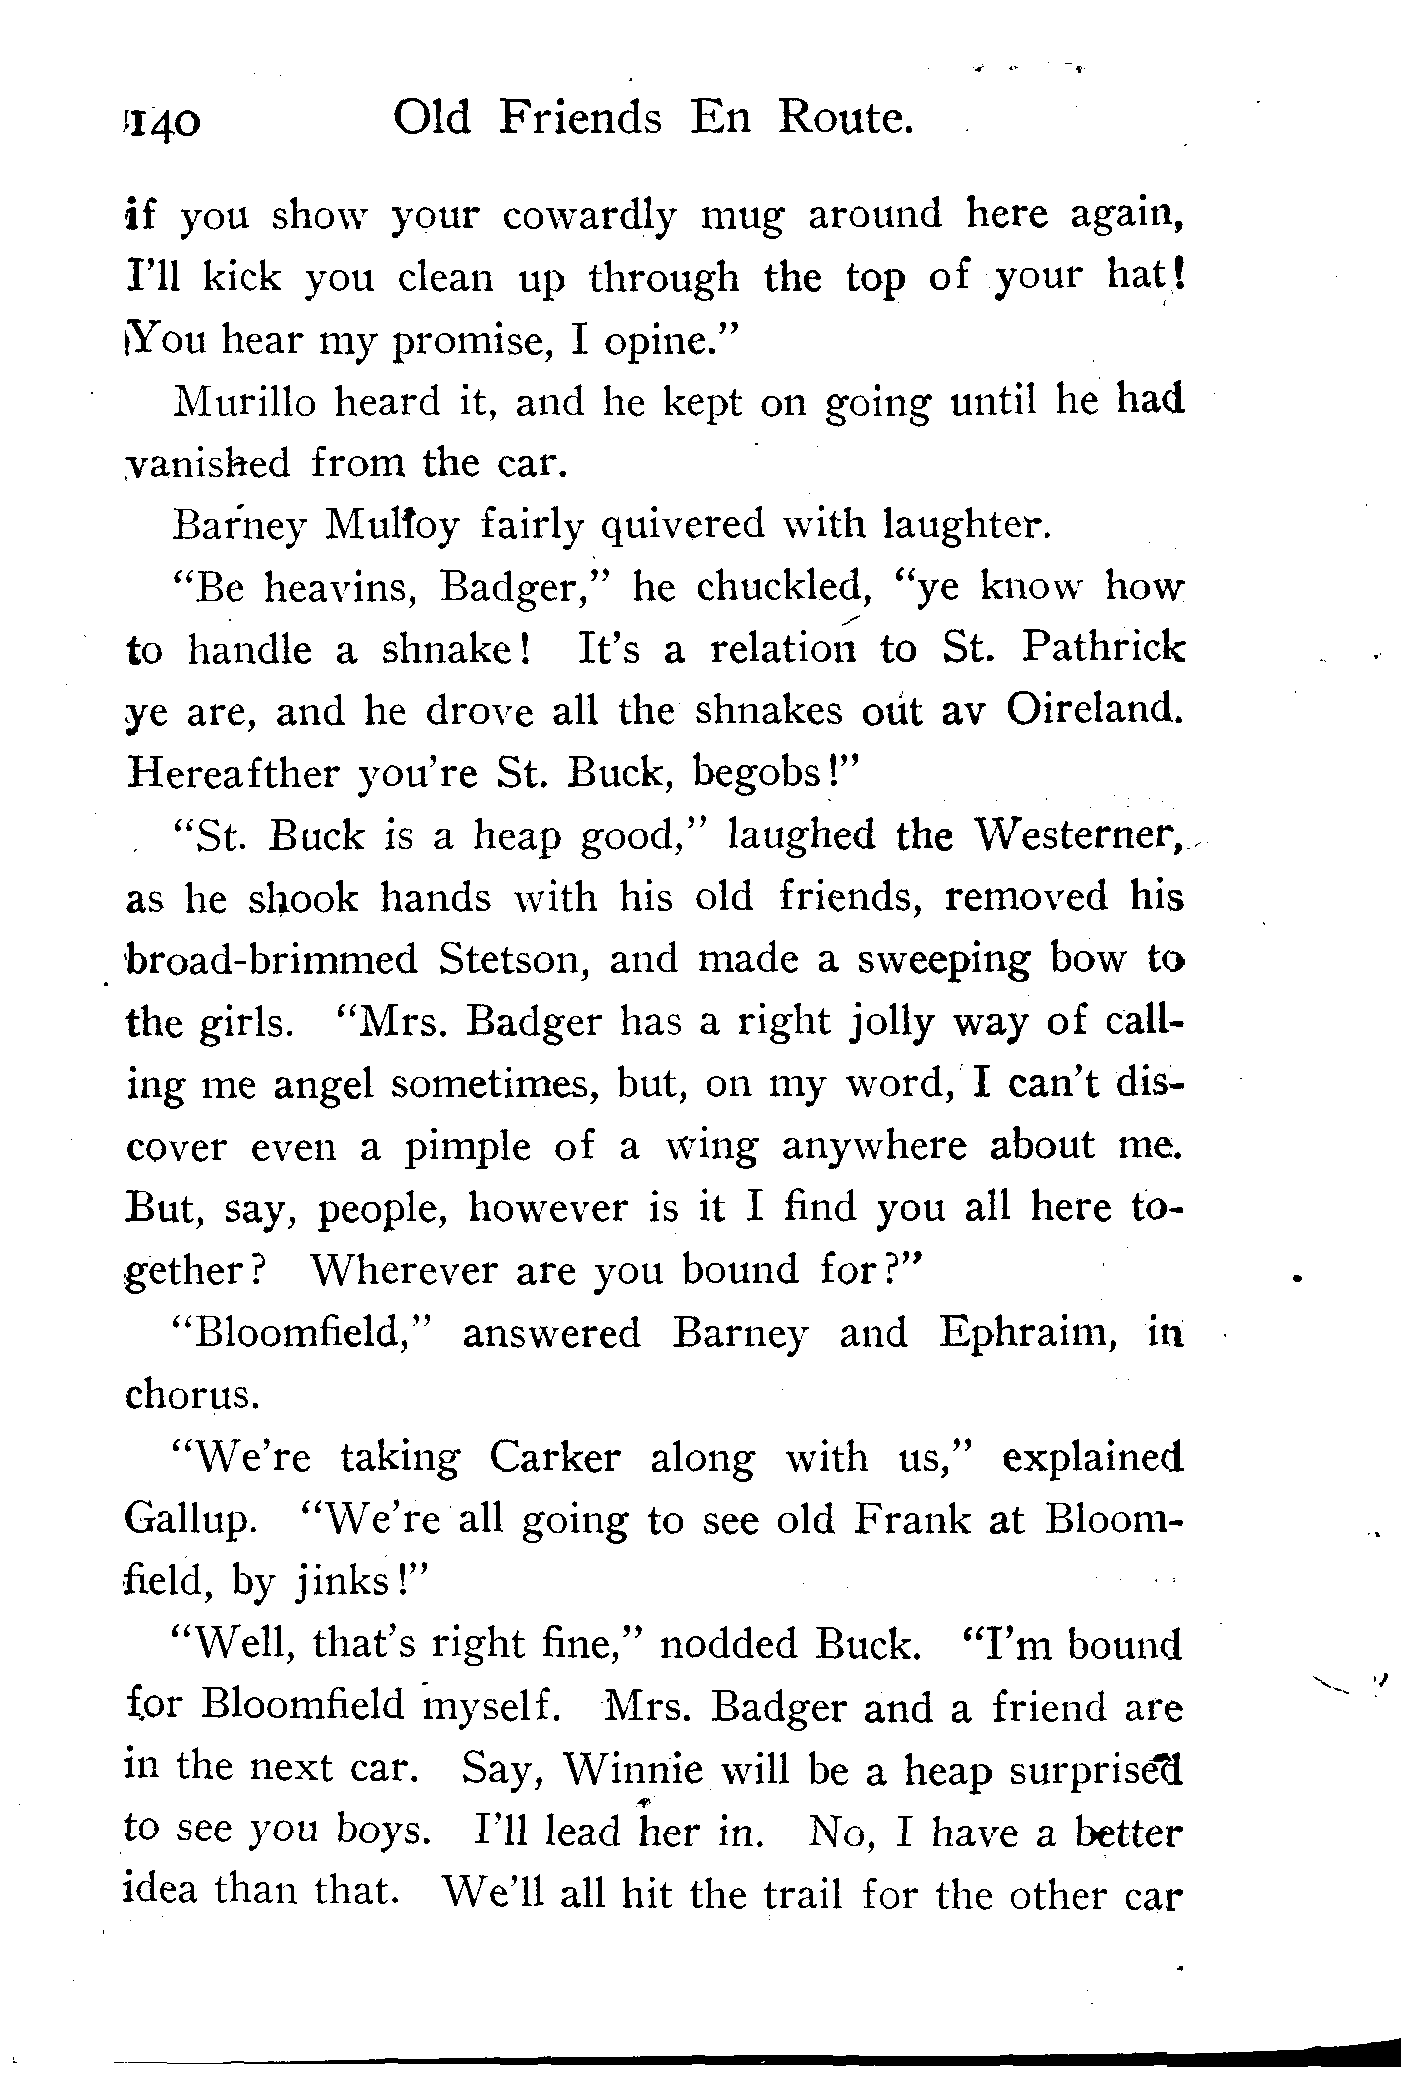 140 Old Friends En Route.
if you show your cowardly mug around here again,
I'll kick you clean up through the top of your hat!
You hear my promise, I opine."
Murillo heard it, and he kept on going until he had
vanished from the car.
Barney Mulloy fairly quivered with laughter.
"Be heavins, Badger," he chuckled, "ye know how
to handle a shnake! It's a relation to St. Pathrick
ye are, and he drove all the shnakes out av Oireland.
Hereafther you're St. Buck, begobs!"
"St. Buck is a heap good," laughed the Westerner,
as he shook hands with his old friends, removed his
broad-brimmed Stetson, and made a sweeping bow to
the girls. "Mrs. Badger has a right jolly way of call-
ing me angel sometimes, but, on my word, I can't dis-
cover even a pimple of a wing anywhere about me.
But, say, people, however is it I find you all here to-
gether? Wherever are you bound for?"
"Bloomfield," answered Barney and Ephraim, in
chorus.
"We're taking Carker along with us," explained
Gallup. "We're all going to see old Frank at Bloom-
field, by jinks!"
"Well, that's right fine," nodded Buck. "I'm bound
for Bloomfield myself. Mrs. Badger and a friend are
in the next car. Say, Winnie will be a heap surprised
to see you boys. I'll lead her in. No, I have a better
idea than that. We'll all hit the trail for the other car